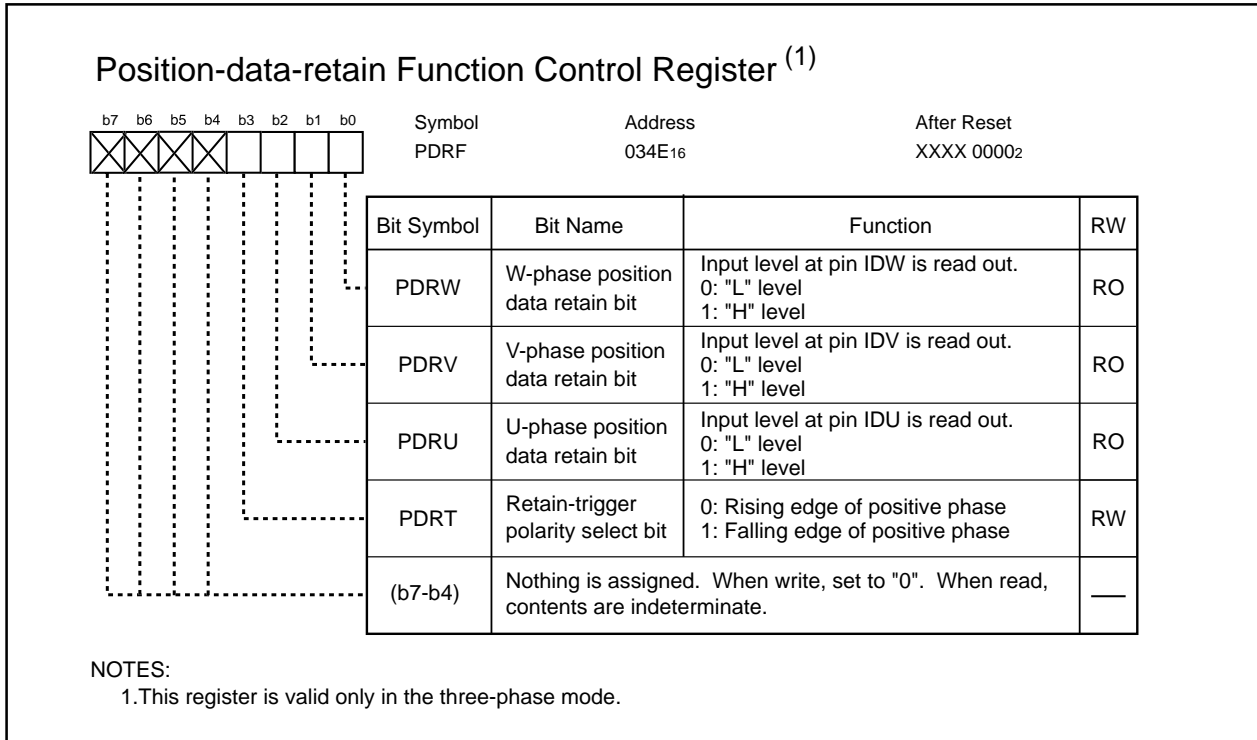 Position-data-retain Function Control Register (1)
b7 b6 b5 b4 b3 b2 b1 b0
Symbol Address After Reset
PDRF 034E16 XXXX 00002
Bit Symbol Bit Name Function RW
PDRW W-phase position data retain bit Input level at pin IDW is read out. RO
0: "L" level
1: "H" level
PDRV V-phase position data retain bit Input level at pin IDV is read out. RO
0: "L" level
1: "H" level
PDRU U-phase position data retain bit Input level at pin IDU is read out. RO
0: "L" level
1: "H" level
PDRT Retain-trigger polarity select bit 0: Rising edge of positive phase RW
1: Falling edge of positive phase
(b7-b4) Nothing is assigned. When write, set to "0". When read,
contents are indeterminate.
NOTES:
1.This register is valid only in the three-phase mode.